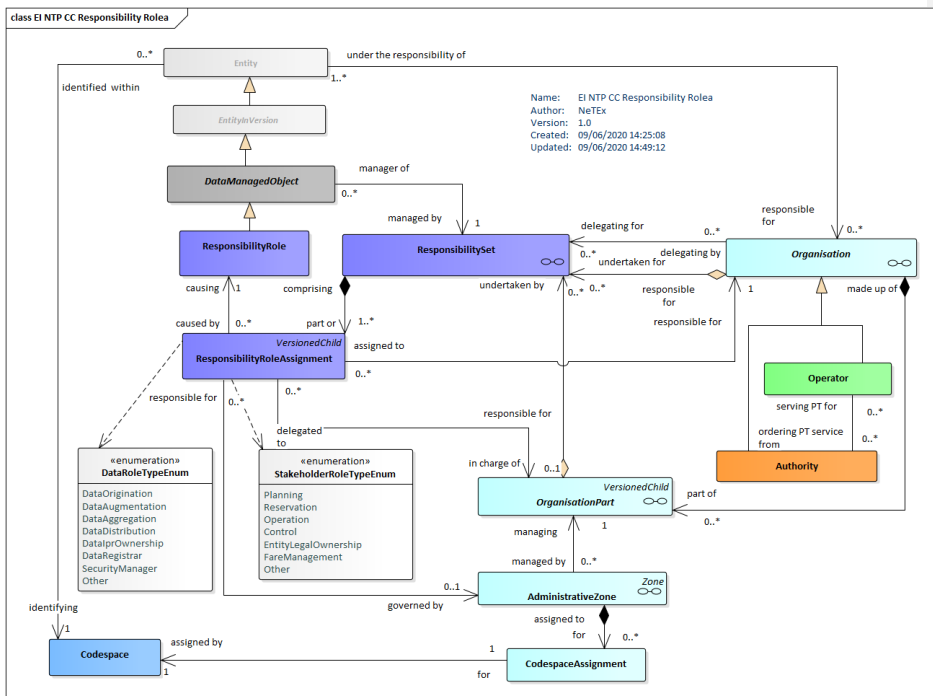 class EI NTP CC Responsibility Rolea
0..*
Entity
under the responsibility of
1..*
identified within
Name: EI NTP CC Responsibility Rolea
Author: NeTEx
Version: 1.0
Created: 09/06/2020 14:25:08
Updated: 09/06/2020 14:49:12
EntityInVersion
DataManagedObject
manager of
0..*
managed by
1
responsible
for
0..*
delegating for
0..*
ResponsibilityRole
ResponsibilitySet
Organisation
0..*
delegating by
undertaken for
undertaken by
0..*
0..*
responsible
for
1
made up of
causing
1
comprising
responsible for
caused by
0..*
part or
1..*
VersionedChild
ResponsibilityRoleAssignment
assigned to
0..*
Operator
responsible for
0..*
0..*
serving PT for
0..*
delegated
to
responsible for
ordering PT service
from
0..*
«enumeration»
DataRoleTypeEnum
DataOrigination
DataAugmentation
DataAggregation
DataDistribution
DataIprOwnership
DataRegistrar
SecurityManager
Other
«enumeration»
StakeholderRoleTypeEnum
Planning
Reservation
Operation
Control
EntityLegalOwnership
FareManagement
Other
in charge of
0..1
Authority
VersionedChild
OrganisationPart
part of
0..*
managing
1
managed by
0..*
0..1
governed by
Zone
AdministrativeZone
assigned to
for
0..*
identifying
1
Codespace
assigned by
1
1
for
CodespaceAssignment